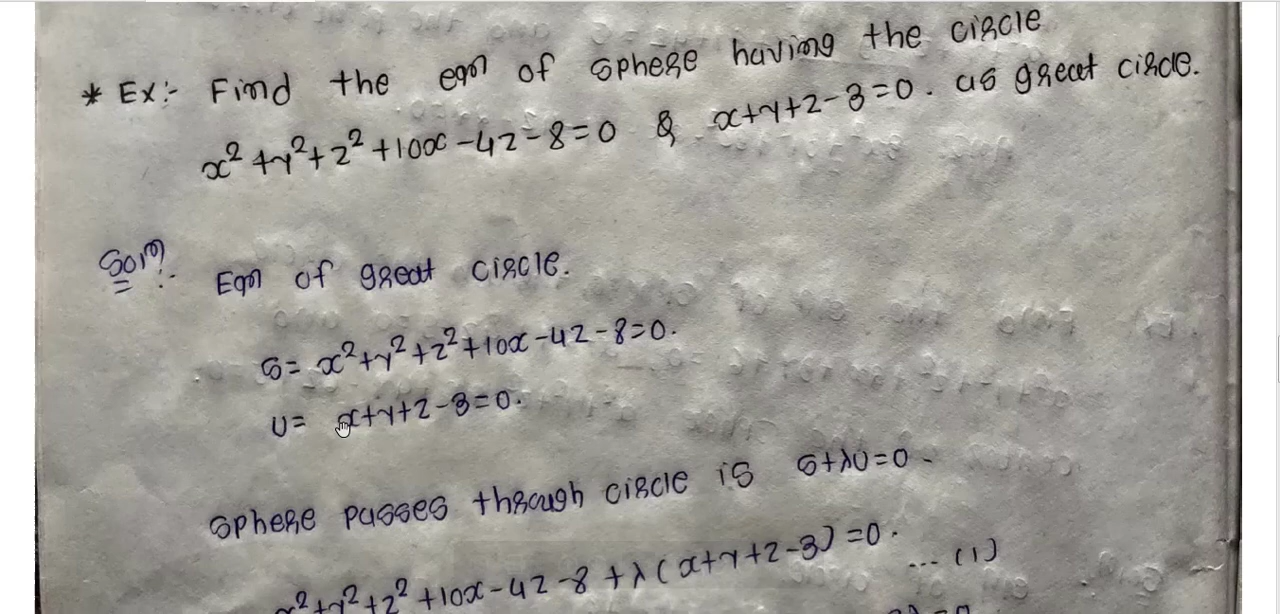 * Ex:- Find the eqn of sphere having the circle
x²+y²+z²+10x-4z-8=0 & x+y+z-3=0. as great circle.
Soln:- Eqn of great circle.
S= x²+y²+z²+10x-4z-8=0.
U= x+y+z-3=0.
Sphere passes through circle is S+λU=0.
x²+y²+z²+10x-4z-8+λ(x+y+z-3)=0. ... (1)